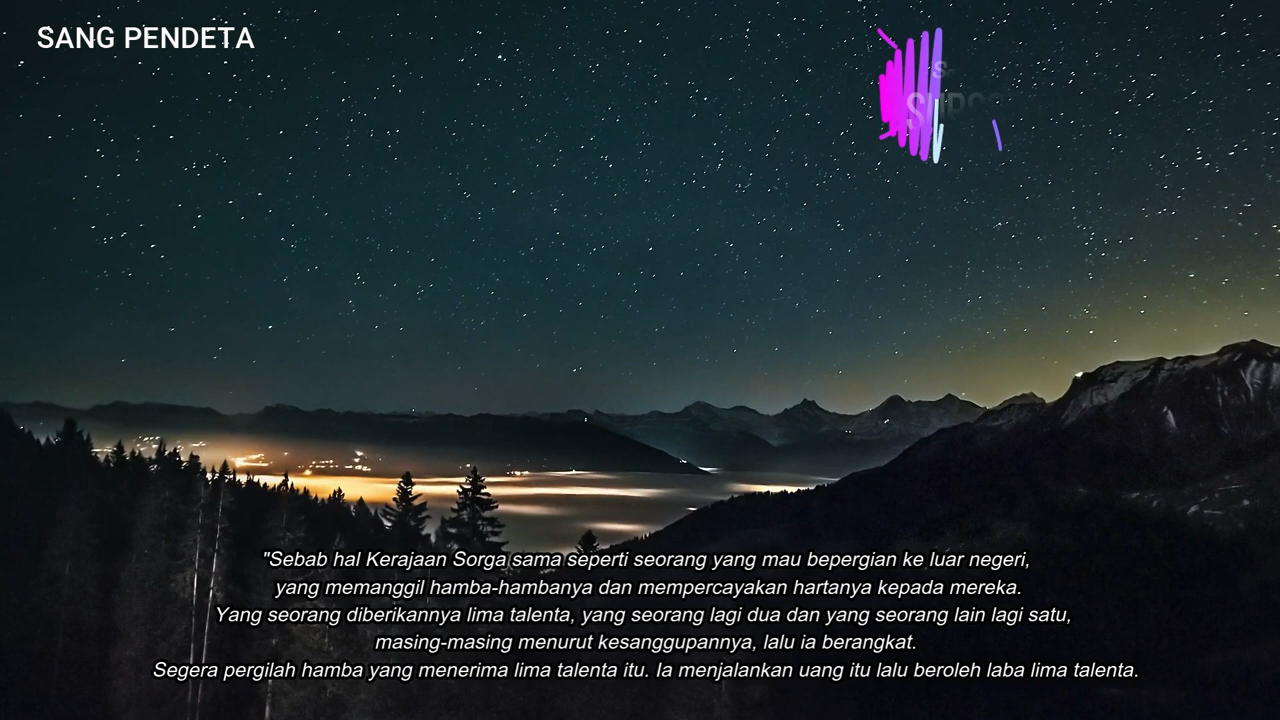 SANG PENDETA
"Sebab hal Kerajaan Sorga sama seperti seorang yang mau bepergian ke luar negeri,
yang memanggil hamba-hambanya dan mempercayakan hartanya kepada mereka.
Yang seorang diberikannya lima talenta, yang seorang lagi dua dan yang seorang lain lagi satu,
masing-masing menurut kesanggupannya, lalu ia berangkat.
Segera pergilah hamba yang menerima lima talenta itu. Ia menjalankan uang itu lalu beroleh laba lima talenta.